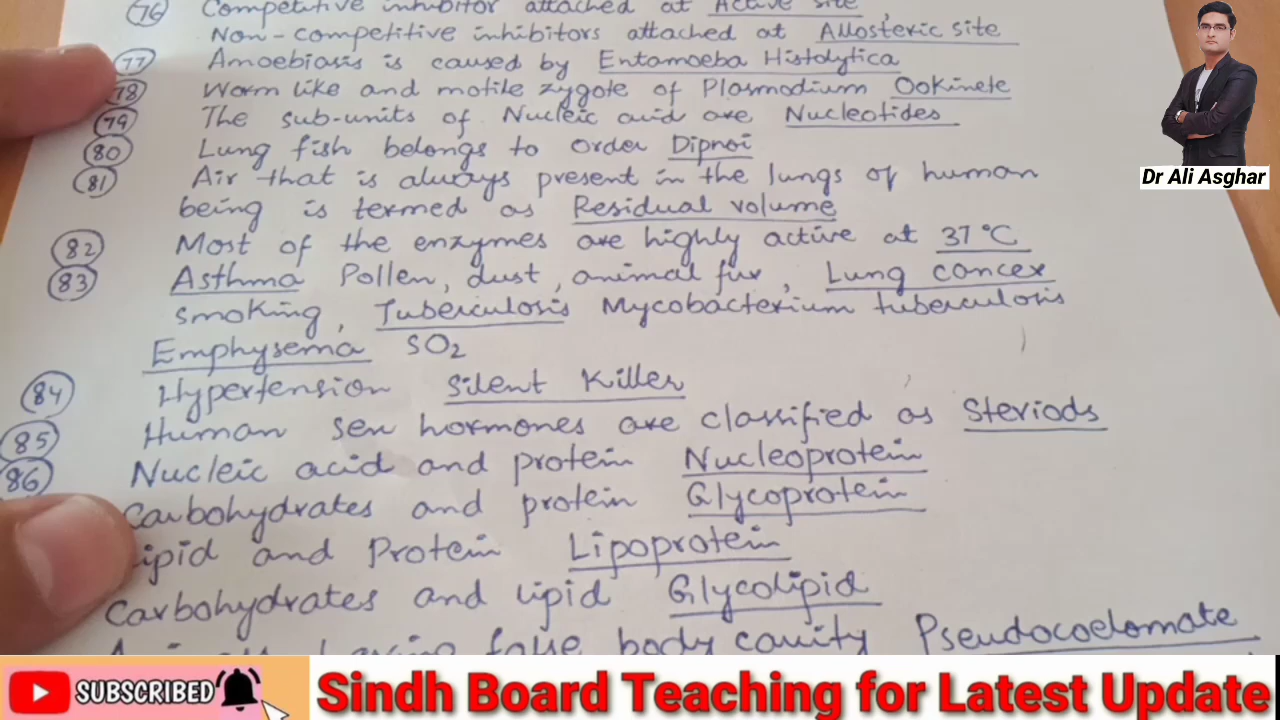 76 Competitive inhibitor attached at Active site,
Non-competitive inhibitors attached at Allosteric site
77 Amoebiasis is caused by Entamoeba Histolytica
78 Worm like and motile zygote of Plasmodium Ookinete
79 The sub-units of Nucleic acid are Nucleotides
80 Lung fish belongs to order Dipnoi
81 Air that is always present in the lungs of human
being is termed as Residual volume
82 Most of the enzymes are highly active at 37°C
83 Asthma Pollen, dust, animal fur, Lung cancer
smoking, Tuberculosis Mycobacterium tuberculosis
Emphysema SO2
84 Hypertension Silent Killer
85 Human sen hormones are classified as Steriods
86 Nucleic acid and protein Nucleoprotein
Carbohydrates and protein Glycoprotein
Lipid and Protein Lipoprotein
Carbohydrates and lipid Glycolipid
false body cavity Pseudocoelomate
Dr Ali Asghar
SUBSCRIBED Sindh Board Teaching for Latest Update